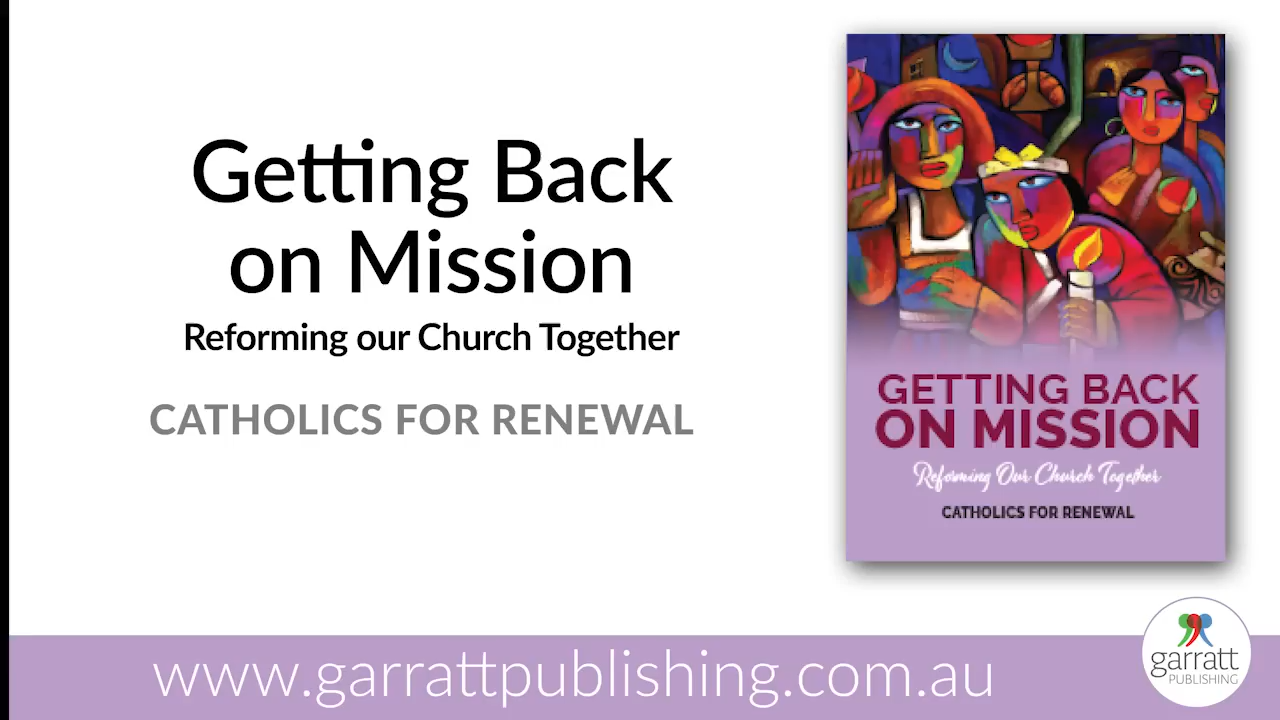 Getting Back
on Mission
Reforming our Church Together
CATHOLICS FOR RENEWAL
GETTING BACK
ON MISSION
Reforming Our Church Together
CATHOLICS FOR RENEWAL
www.garrattpublishing.com.au
garratt
PUBLISHING